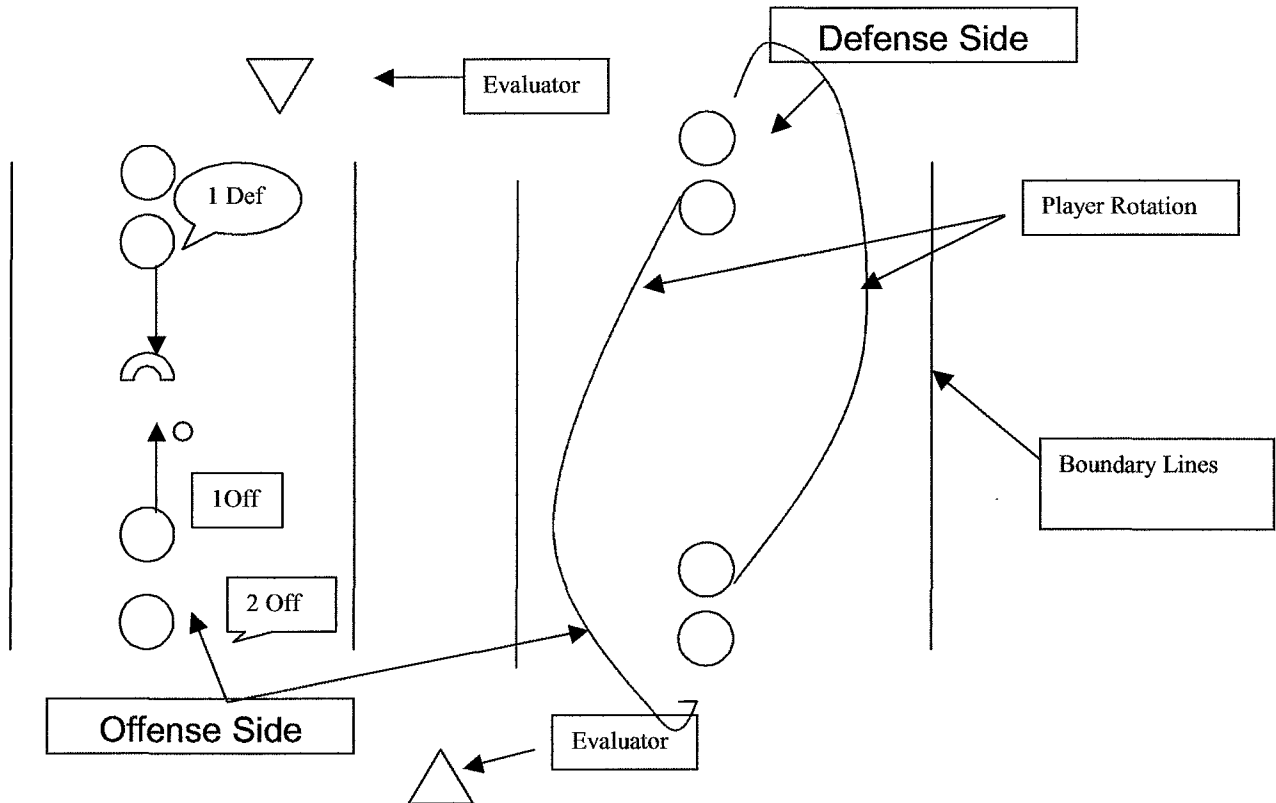 Defense Side
Evaluator
1 Def
Player Rotation
Boundary Lines
1Off
2 Off
Offense Side
Evaluator